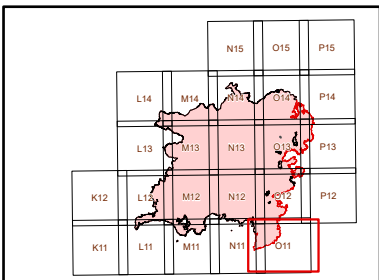 N15 O15 P15
L14 M14 N14 O14 P14
L13 M13 N13 O13 P13
K12 L12 M12 N12 O12 P12
K11 L11 M11 N11 O11